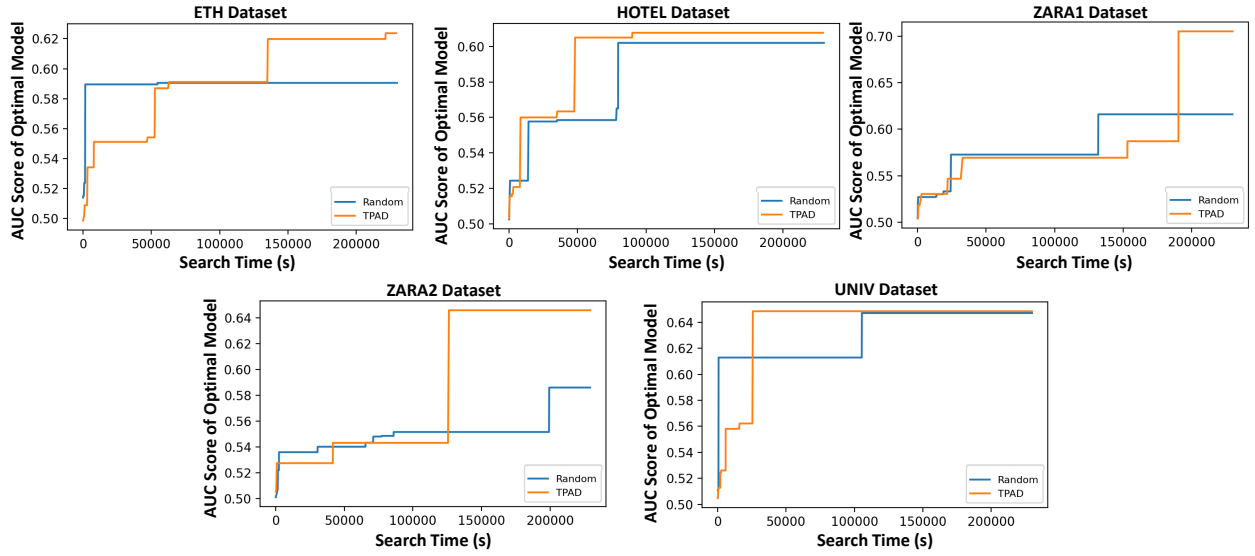 ETH Dataset
AUC Score of Optimal Model
0.62
0.60
0.58
0.56
0.54
0.52
0.50
0
50000
100000
150000
200000
Search Time (s)
Random
TPAD
HOTEL Dataset
AUC Score of Optimal Model
0.60
0.58
0.56
0.54
0.52
0.50
0
50000
100000
150000
200000
Search Time (s)
Random
TPAD
ZARA1 Dataset
AUC Score of Optimal Model
0.70
0.65
0.60
0.55
0.50
0
50000
100000
150000
200000
Search Time (s)
Random
TPAD
ZARA2 Dataset
AUC Score of Optimal Model
0.64
0.62
0.60
0.58
0.56
0.54
0.52
0.50
0
50000
100000
150000
200000
Search Time (s)
Random
TPAD
UNIV Dataset
AUC Score of Optimal Model
0.64
0.62
0.60
0.58
0.56
0.54
0.52
0.50
0
50000
100000
150000
200000
Search Time (s)
Random
TPAD